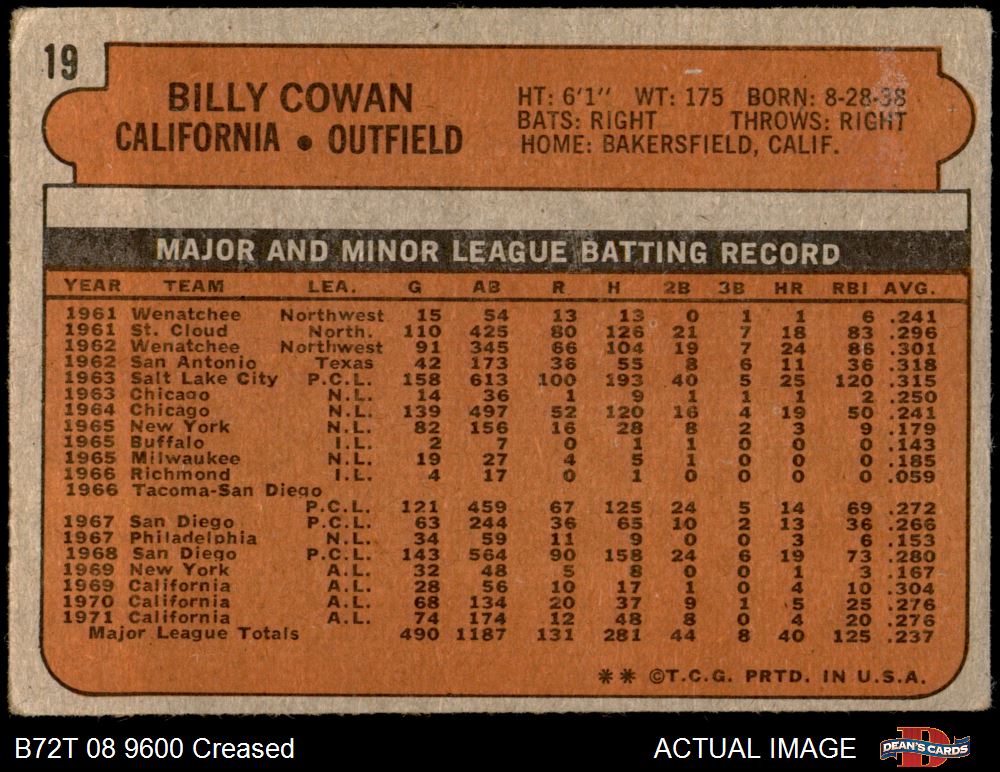 19
BILLY COWAN
CALIFORNIA • OUTFIELD
HT: 6'1" WT: 175 BORN: 8-28-38
BATS: RIGHT THROWS: RIGHT
HOME: BAKERSFIELD, CALIF.
MAJOR AND MINOR LEAGUE BATTING RECORD
YEAR TEAM LEA. G AB R H 2B 3B HR RBI AVG.
1961 Wenatchee Northwest 15 54 13 13 0 1 1 6 .241
1961 St. Cloud North. 110 425 80 126 21 7 18 83 .296
1962 Wenatchee Northwest 91 345 66 104 19 7 24 86 .301
1962 San Antonio Texas 42 173 36 55 8 6 11 36 .318
1963 Salt Lake City P.C.L. 158 613 100 193 40 5 25 120 .315
1963 Chicago N.L. 14 36 1 9 1 1 1 2 .250
1964 Chicago N.L. 139 497 52 120 16 4 19 50 .241
1965 New York N.L. 82 156 16 28 8 2 3 9 .179
1965 Buffalo I.L. 2 7 0 1 1 0 0 0 .143
1965 Milwaukee N.L. 19 27 4 5 1 0 0 0 .185
1966 Richmond I.L. 4 17 0 1 0 0 0 0 .059
1966 Tacoma-San Diego
P.C.L. 121 459 67 125 24 5 14 69 .272
1967 San Diego P.C.L. 63 244 36 65 10 2 13 36 .266
1967 Philadelphia N.L. 34 59 11 9 0 0 3 6 .153
1968 San Diego P.C.L. 143 564 90 158 24 6 19 73 .280
1969 New York A.L. 32 48 5 8 0 0 1 3 .167
1969 California A.L. 28 56 10 17 1 0 4 10 .304
1970 California A.L. 68 134 20 37 9 1 5 25 .276
1971 California A.L. 74 174 12 48 8 0 4 20 .276
Major League Totals 490 1187 131 281 44 8 40 125 .237
** ©T.C.G. PRTD. IN U.S.A.
B72T 08 9600 Creased
ACTUAL IMAGE
DEAN'S CARDS